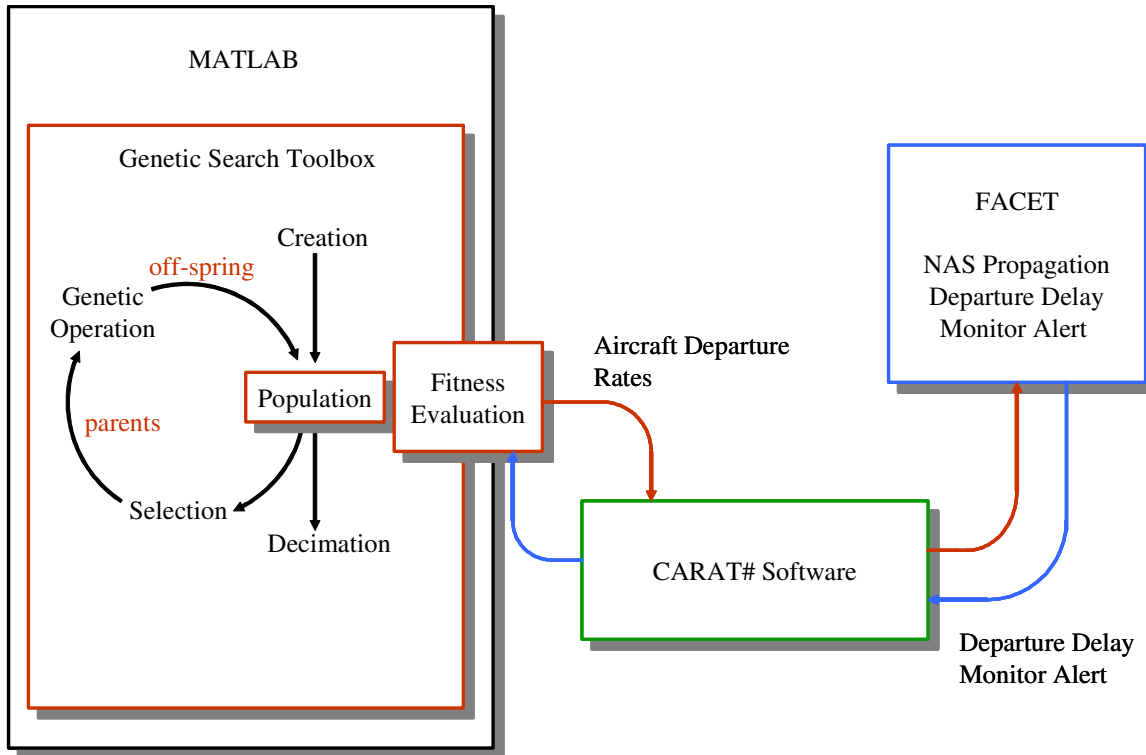 MATLAB
Genetic Search Toolbox
Creation
off-spring
Genetic
Operation
Population
parents
Selection
Decimation
Fitness
Evaluation
Aircraft Departure
Rates
CARAT# Software
FACET
NAS Propagation
Departure Delay
Monitor Alert
Departure Delay
Monitor Alert